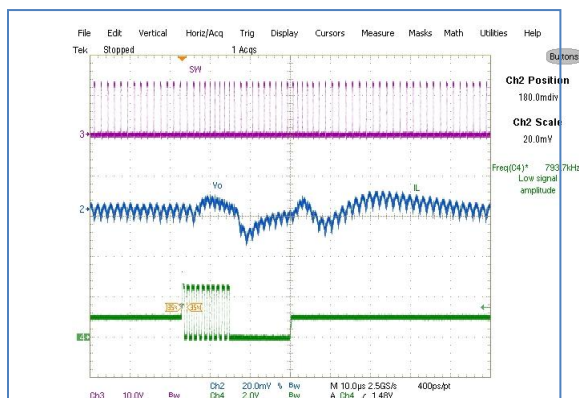 File Edit Vertical Horiz/Acq Trig Display Cursors Measure Masks Math Utilities Help
Tek Stopped 1 Acqs
Buttons
SW
Ch2 Position
180.0mdiv
3
Ch2 Scale
20.0mV
Freq(C4)* 793.7kHz
Low signal
amplitude
Vo
IL
2
Ch2 20.0mV % Bw M 10.0µs 2.5GS/s 400ps/pt
Ch3 10.0V Bw Ch4 2.0V Bw A Ch4 ∕ 1.48V